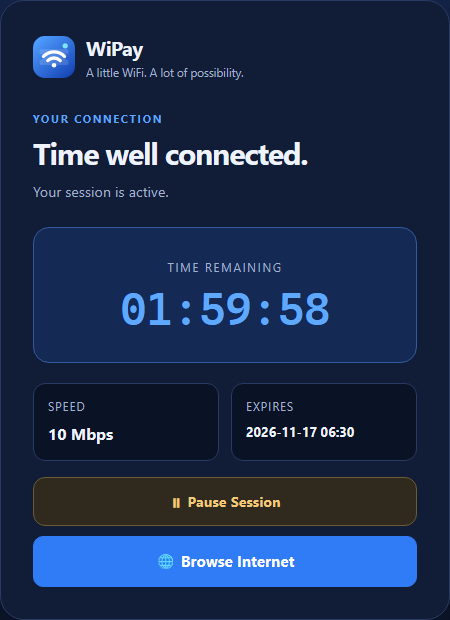 WiPay
A little WiFi. A lot of possibility.
YOUR CONNECTION
Time well connected.
Your session is active.
TIME REMAINING
01:59:58
SPEED
10 Mbps
EXPIRES
2026-11-17 06:30
⏸ Pause Session
🌐 Browse Internet